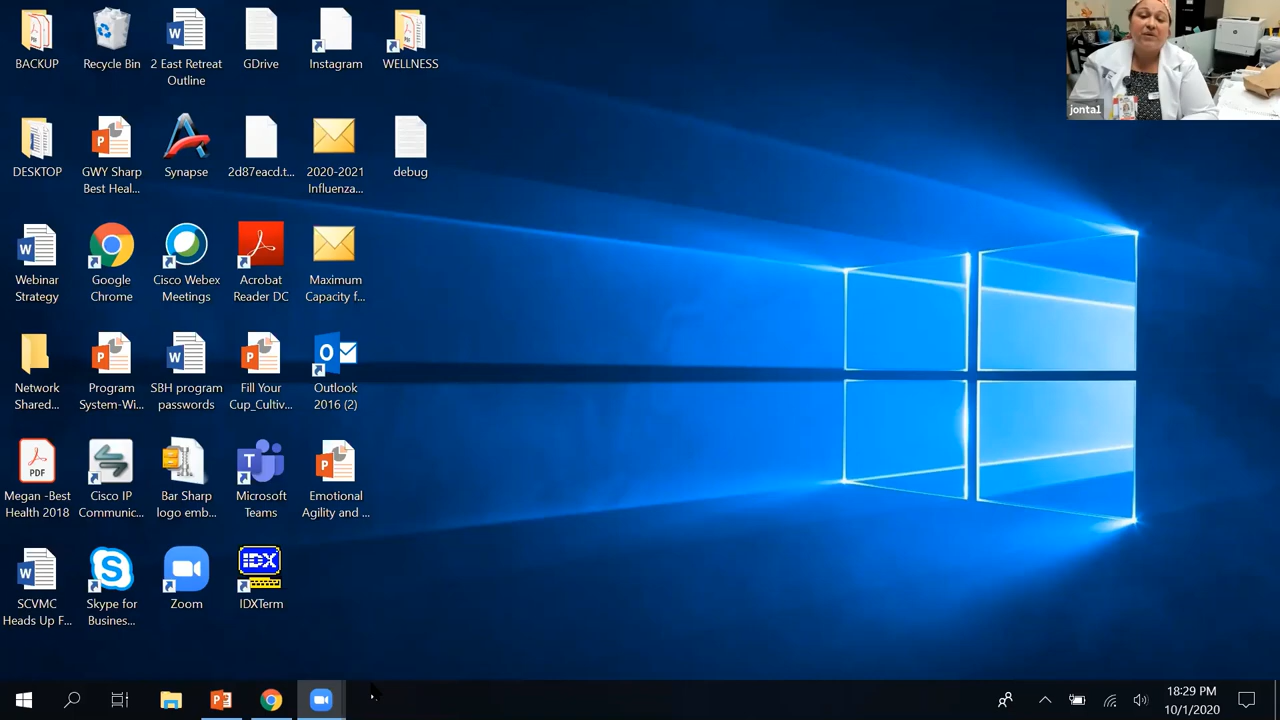 BACKUP
Recycle Bin
2 East Retreat
Outline
GDrive
Instagram
WELLNESS
jonta1
DESKTOP
GWY Sharp
Best Heal...
Synapse
2d87eacd.t...
2020-2021
Influenza...
debug
Webinar
Strategy
Google
Chrome
Cisco Webex
Meetings
Acrobat
Reader DC
Maximum
Capacity f...
Network
Shared...
Program
System-Wi...
SBH program
passwords
Fill Your
Cup_Cultiv...
Outlook
2016 (2)
PDF
Megan -Best
Health 2018
Cisco IP
Communic...
Bar Sharp
logo emb...
Microsoft
Teams
Emotional
Agility and ...
IDX
SCVMC
Heads Up F...
Skype for
Busines...
Zoom
IDXTerm
18:29 PM
10/1/2020